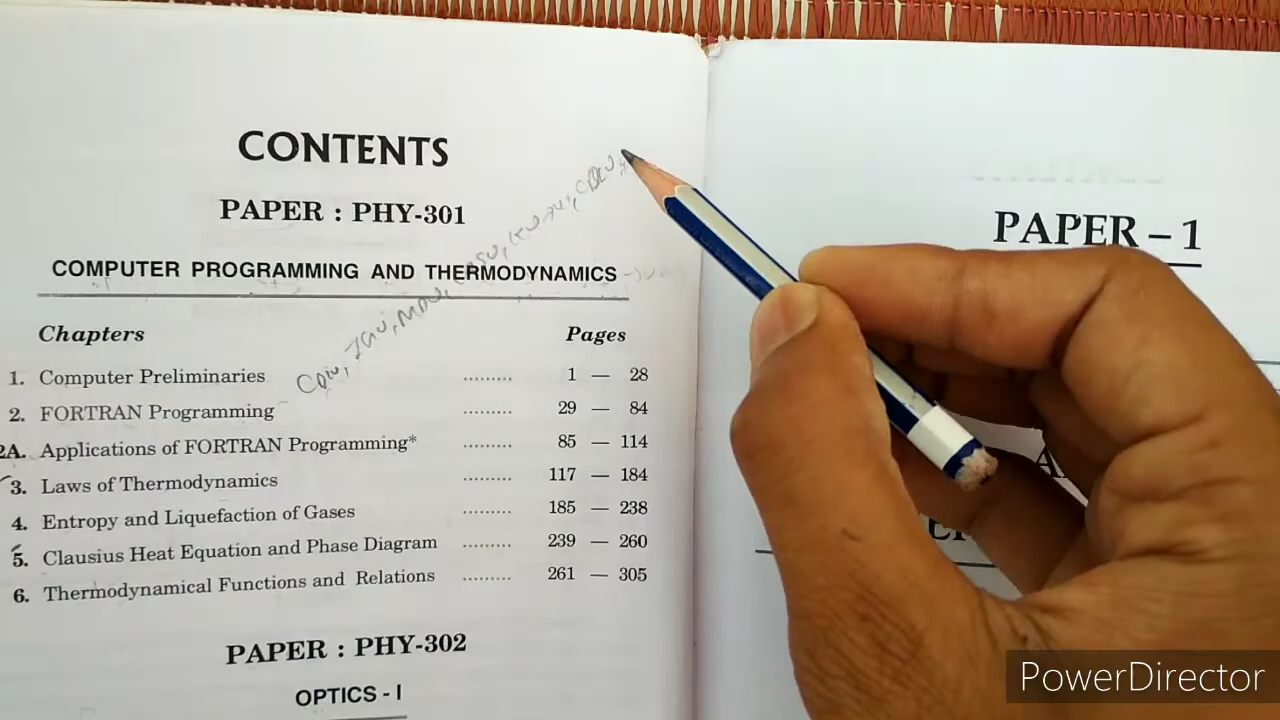 CONTENTS
PAPER : PHY-301
COMPUTER PROGRAMMING AND THERMODYNAMICS
Chapters Pages
1. Computer Preliminaries ......... 1 — 28
2. FORTRAN Programming ......... 29 — 84
2A. Applications of FORTRAN Programming* ......... 85 — 114
3. Laws of Thermodynamics ......... 117 — 184
4. Entropy and Liquefaction of Gases ......... 185 — 238
5. Clausius Heat Equation and Phase Diagram ......... 239 — 260
6. Thermodynamical Functions and Relations ......... 261 — 305
PAPER : PHY-302
OPTICS - I
PAPER – 1
PowerDirector